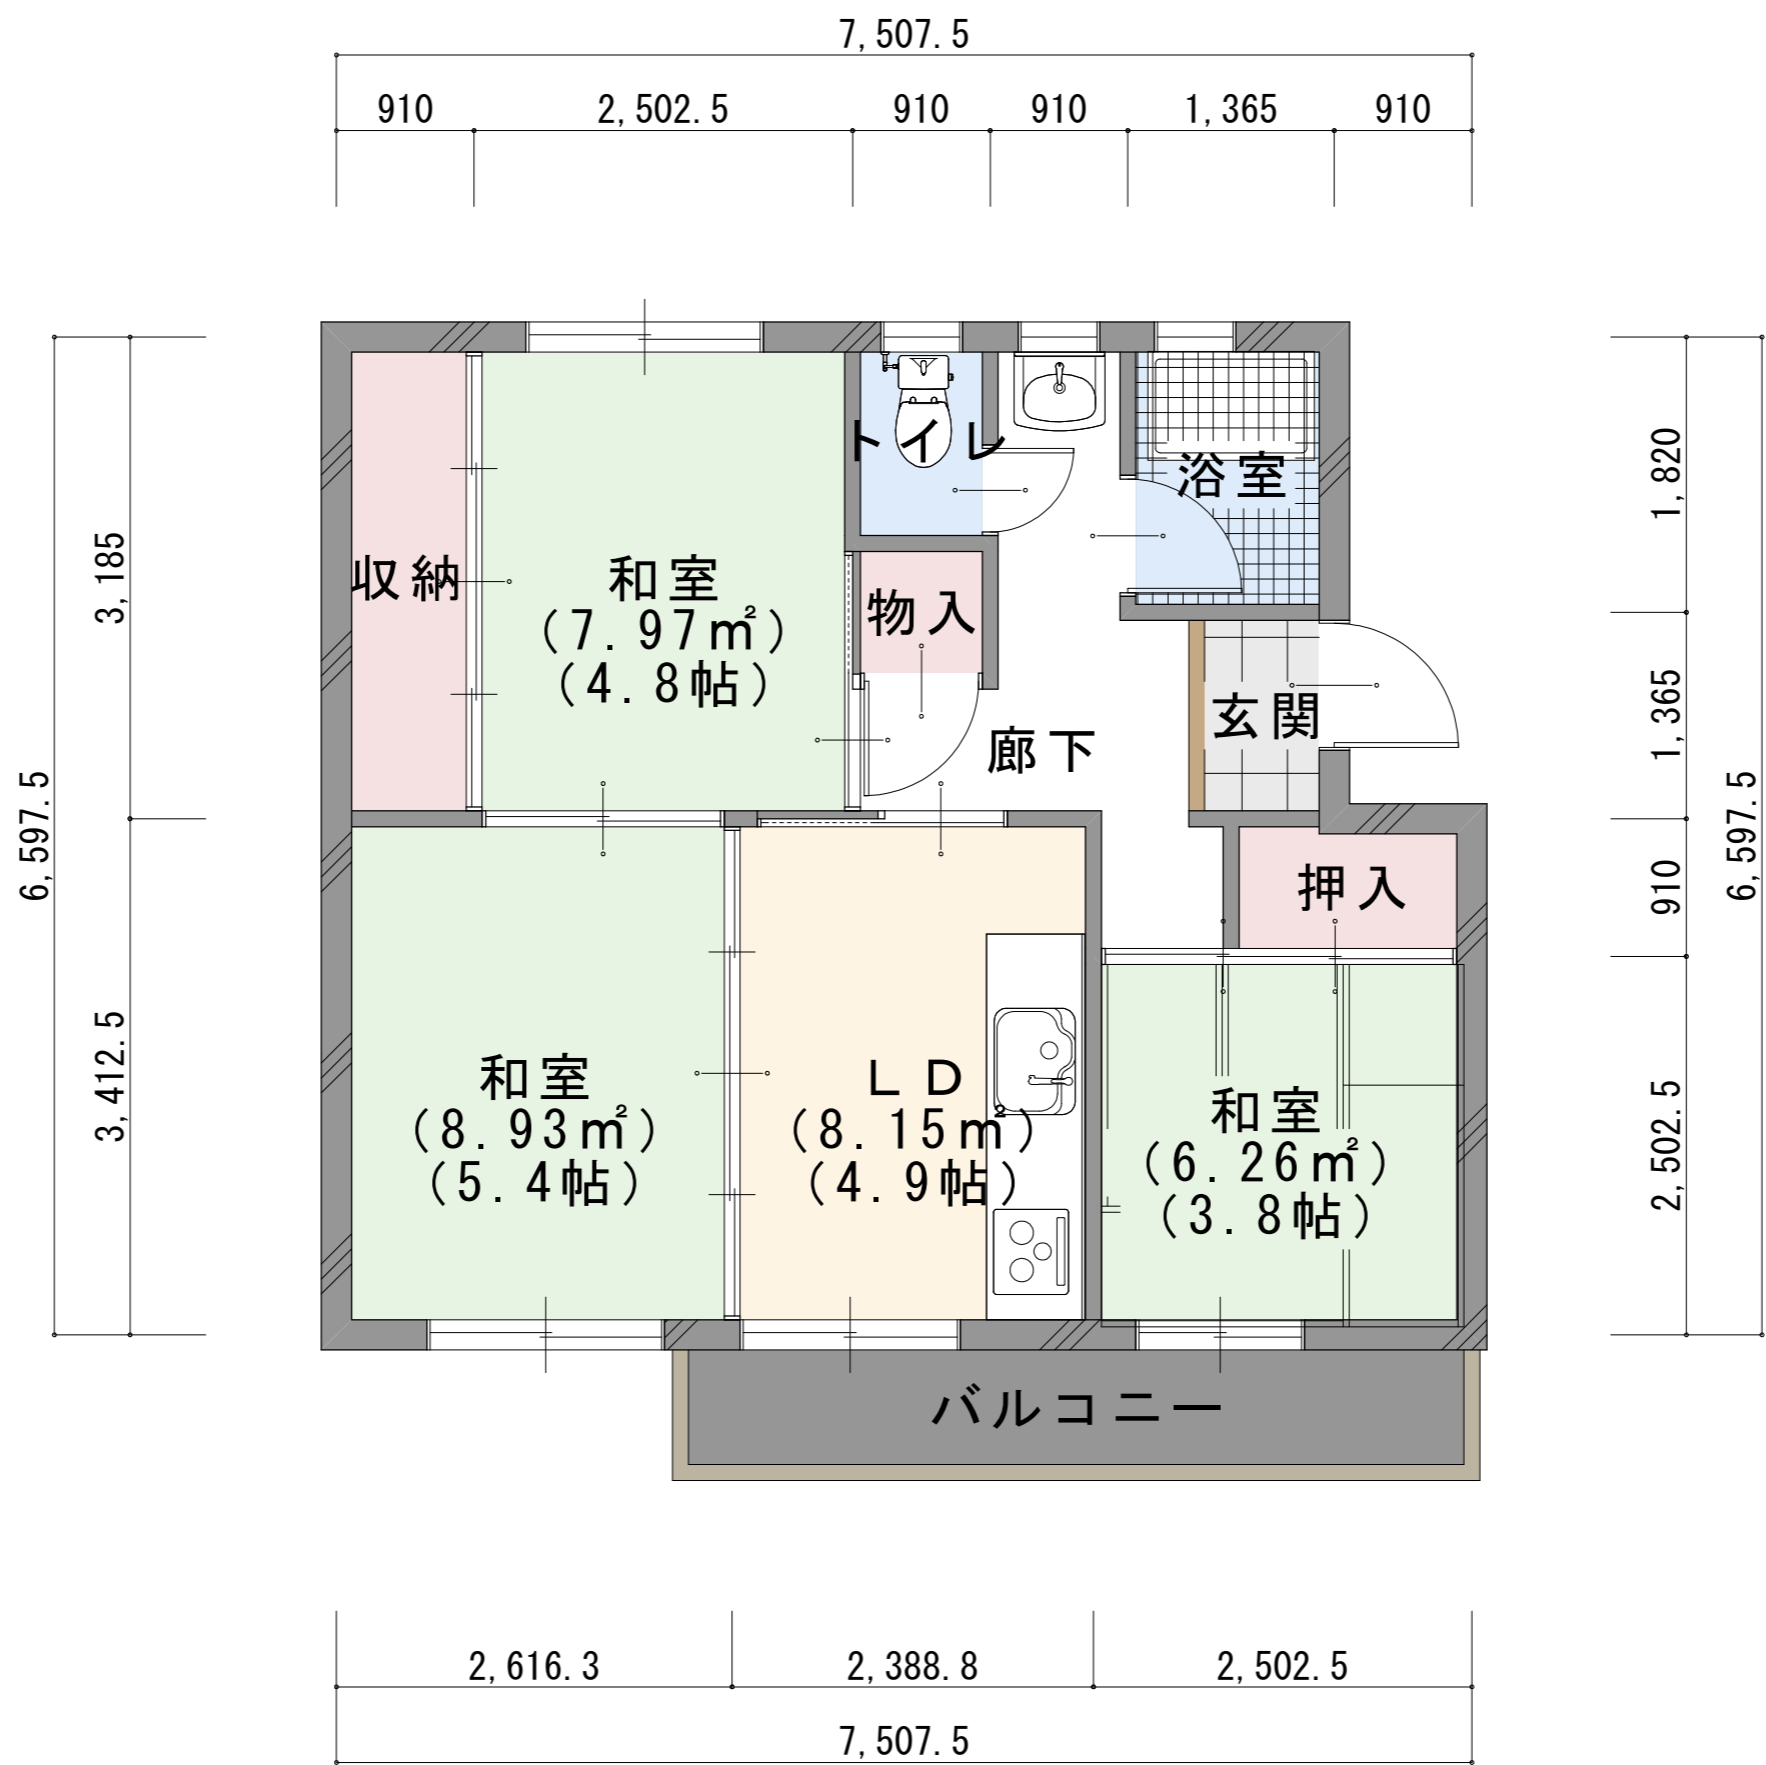 7,507.5
910
2,502.5
910
910
1,365
910
トイレ
浴室
収納
和室
(7.97㎡)
(4.8帖)
物入
玄関
廊下
押入
和室
(8.93㎡)
(5.4帖)
LD
(8.15㎡)
(4.9帖)
和室
(6.26㎡)
(3.8帖)
バルコニー
6,597.5
3,185
3,412.5
1,820
1,365
910
2,502.5
6,597.5
2,616.3
2,388.8
2,502.5
7,507.5